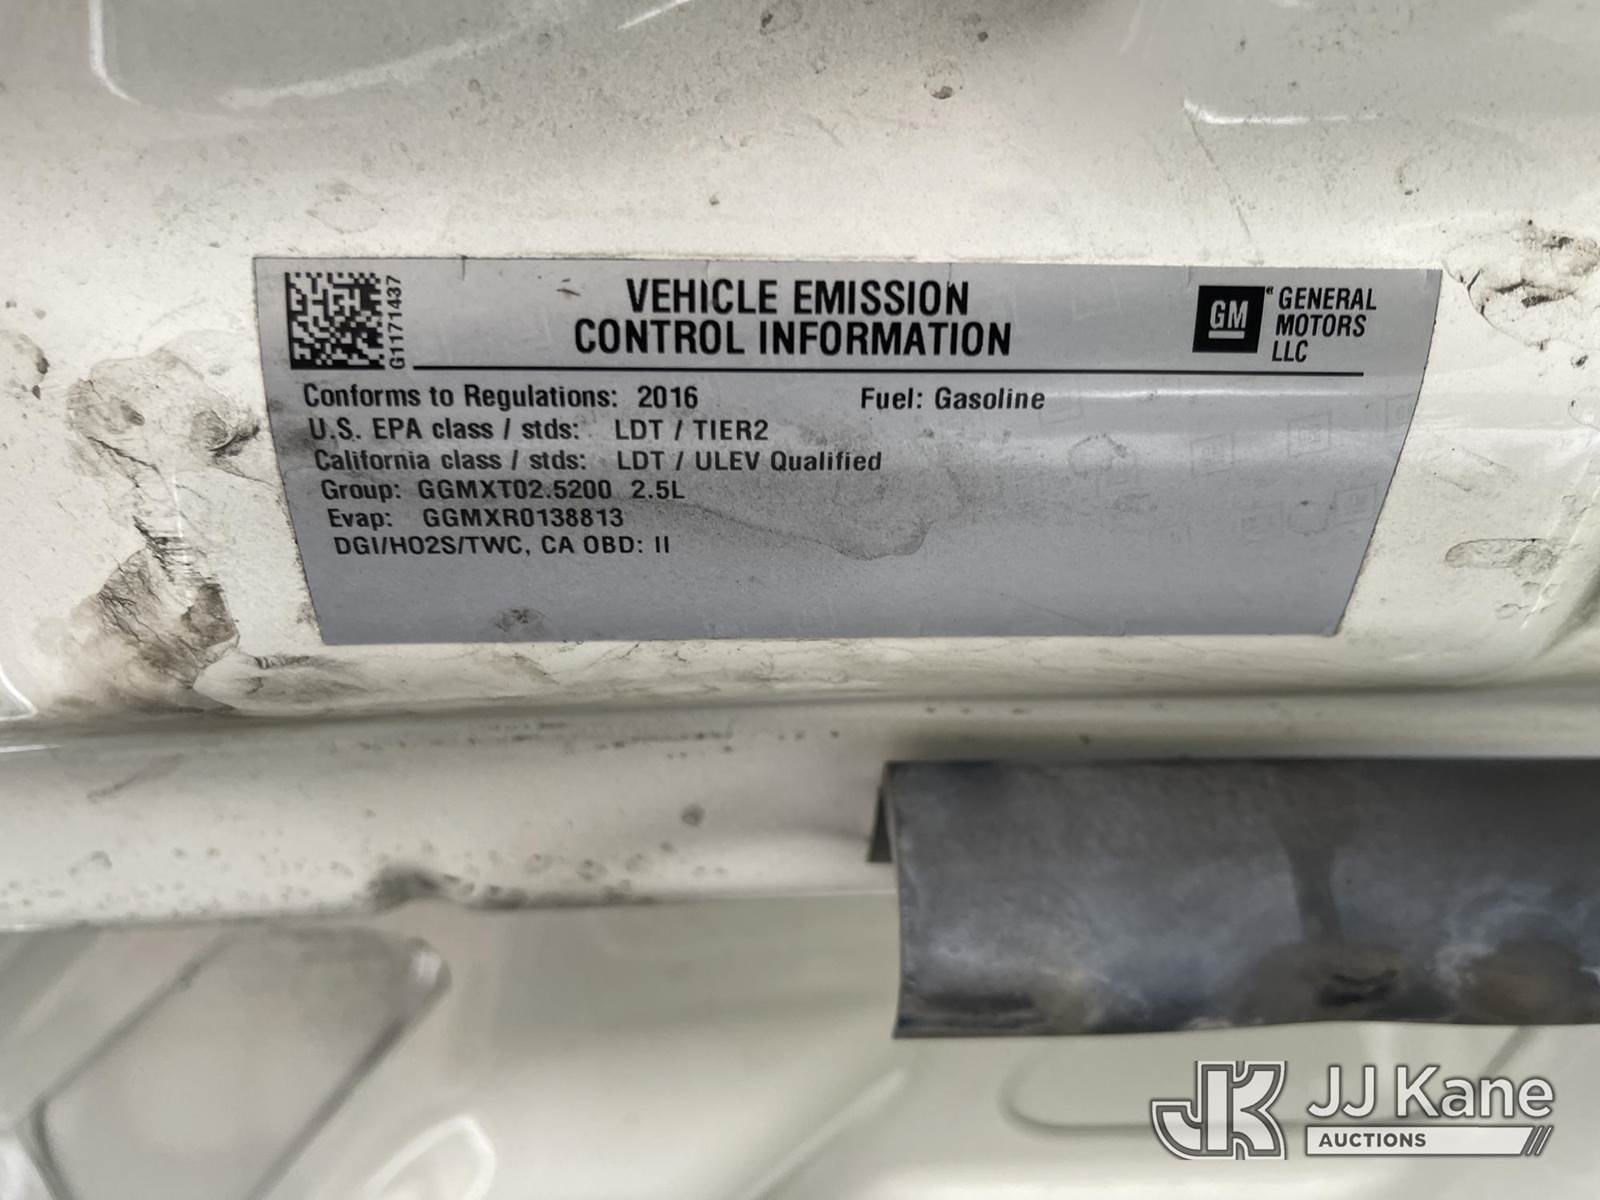 G1171437
VEHICLE EMISSION
CONTROL INFORMATION
GM
GENERAL
MOTORS
LLC
Conforms to Regulations: 2016 Fuel: Gasoline
U.S. EPA class / stds: LDT / TIER2
California class / stds: LDT / ULEV Qualified
Group: GGMXT02.5200 2.5L
Evap: GGMXR0138813
DGI/HO2S/TWC, CA OBD: II
JK
JJ Kane
AUCTIONS